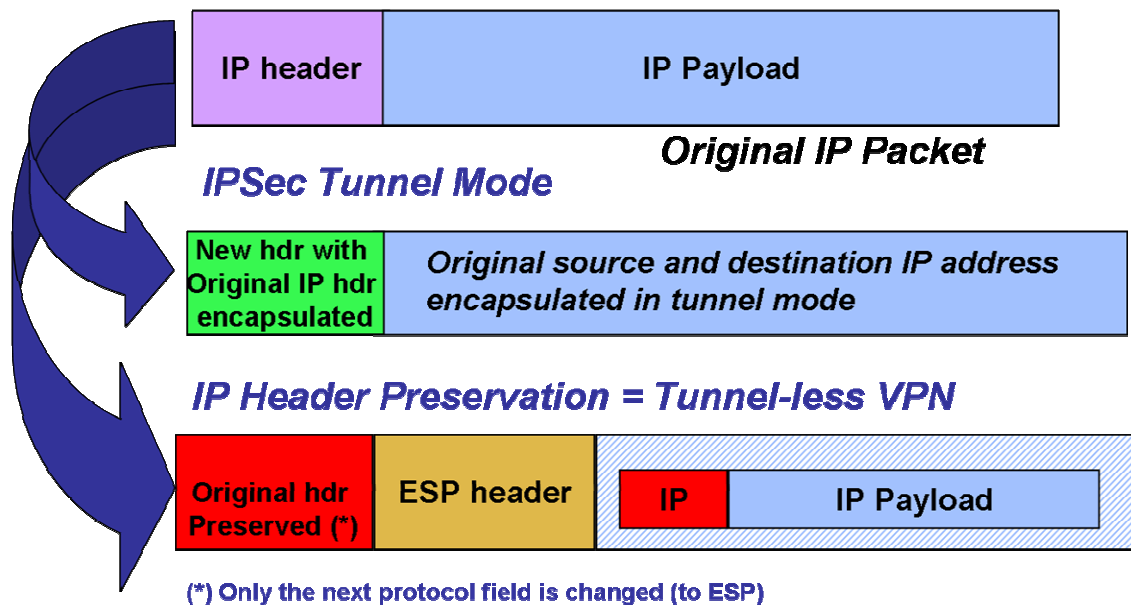 IP header
IP Payload
Original IP Packet
IPSec Tunnel Mode
New hdr with
Original IP hdr
encapsulated
Original source and destination IP address
encapsulated in tunnel mode
IP Header Preservation = Tunnel-less VPN
Original hdr
Preserved (*)
ESP header
IP
IP Payload
(*) Only the next protocol field is changed (to ESP)